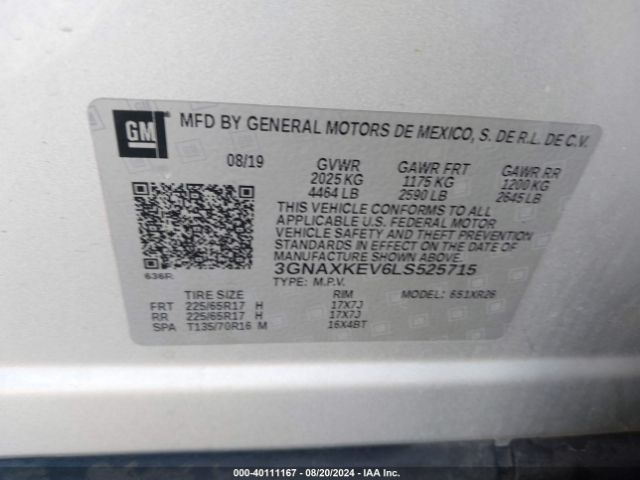 GM
MFD BY GENERAL MOTORS DE MEXICO, S. DE R.L. DE C.V.
08/19 GVWR GAWR FRT GAWR RR
2025 KG 1175 KG 1200 KG
4464 LB 2590 LB 2645 LB
THIS VEHICLE CONFORMS TO ALL
APPLICABLE U.S. FEDERAL MOTOR
VEHICLE SAFETY AND THEFT PREVENTION
STANDARDS IN EFFECT ON THE DATE OF
MANUFACTURE SHOWN ABOVE.
3GNAXKEV6LS525715
636R
TYPE: M.P.V. MODEL: 651XR26
TIRE SIZE RIM
FRT 225/65R17 H 17X7J
RR 225/65R17 H 17X7J
SPA T135/70R16 M 16X4BT
000-40111167 - 08/20/2024 - IAA Inc.